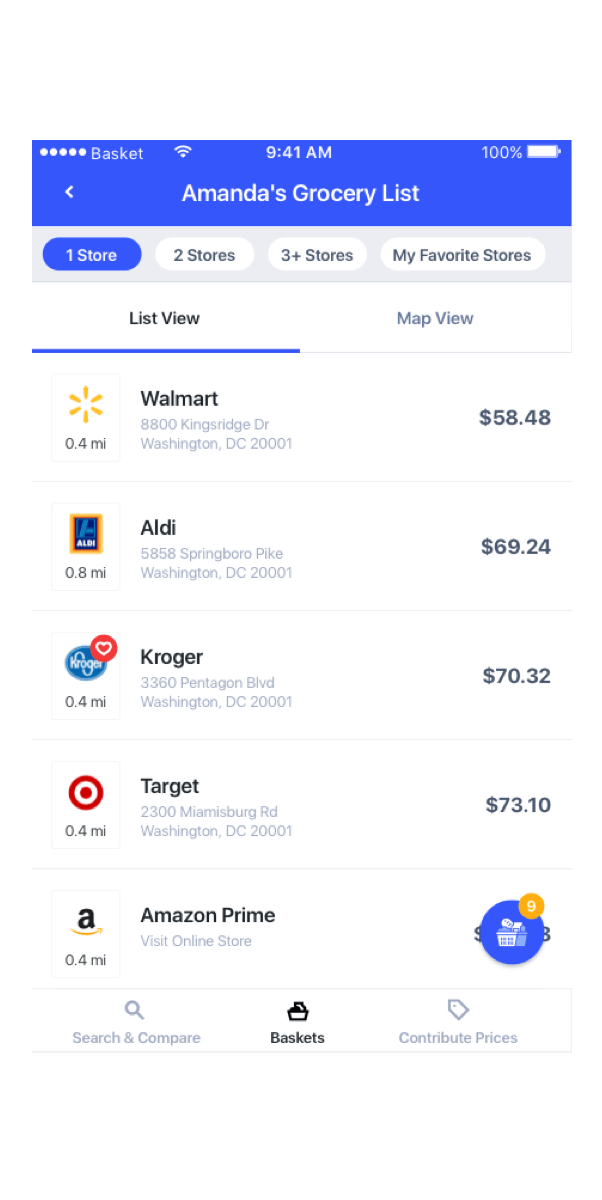 Basket 9:41 AM 100%
Amanda's Grocery List
1 Store 2 Stores 3+ Stores My Favorite Stores
List View Map View
Walmart
8800 Kingsridge Dr
Washington, DC 20001
0.4 mi
$58.48
ALDI
Aldi
5858 Springboro Pike
Washington, DC 20001
0.8 mi
$69.24
Kroger
Kroger
3360 Pentagon Blvd
Washington, DC 20001
0.4 mi
$70.32
Target
2300 Miamisburg Rd
Washington, DC 20001
0.4 mi
$73.10
a
Amazon Prime
Visit Online Store
0.4 mi
9
Search & Compare Baskets Contribute Prices